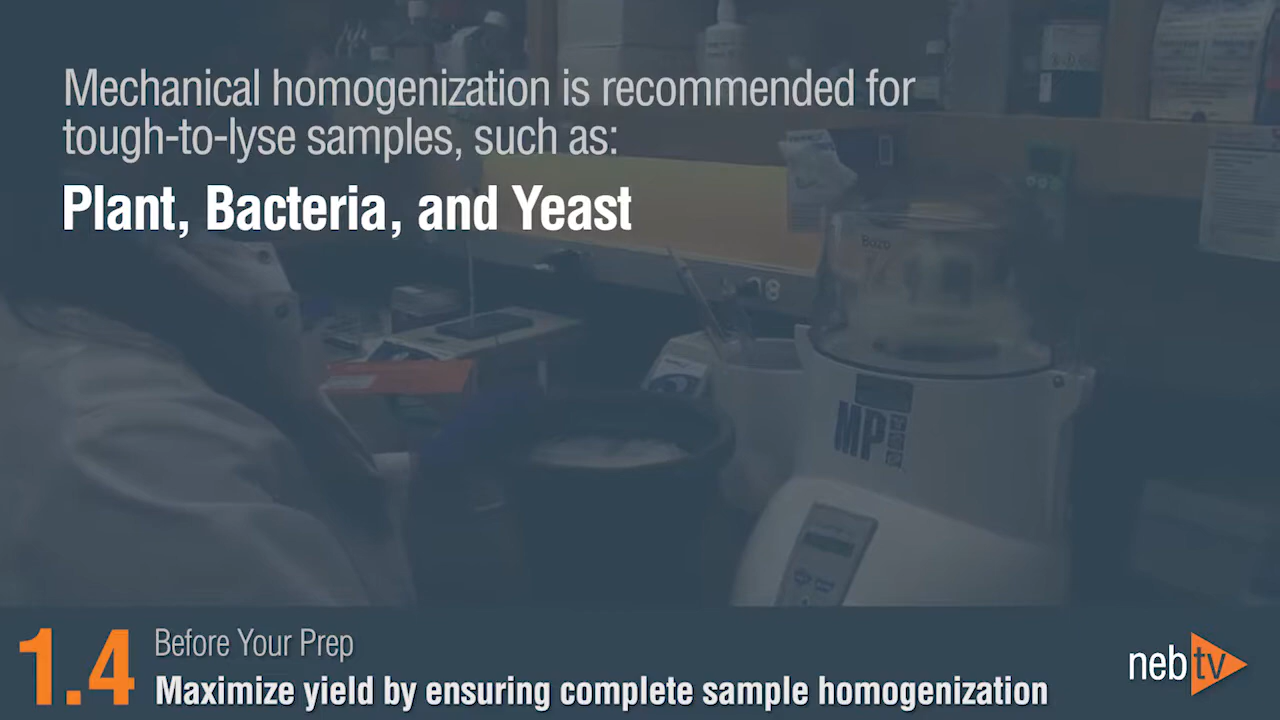 Mechanical homogenization is recommended for
tough-to-lyse samples, such as:
Plant, Bacteria, and Yeast
MP
1.4
Before Your Prep
Maximize yield by ensuring complete sample homogenization
nebtv